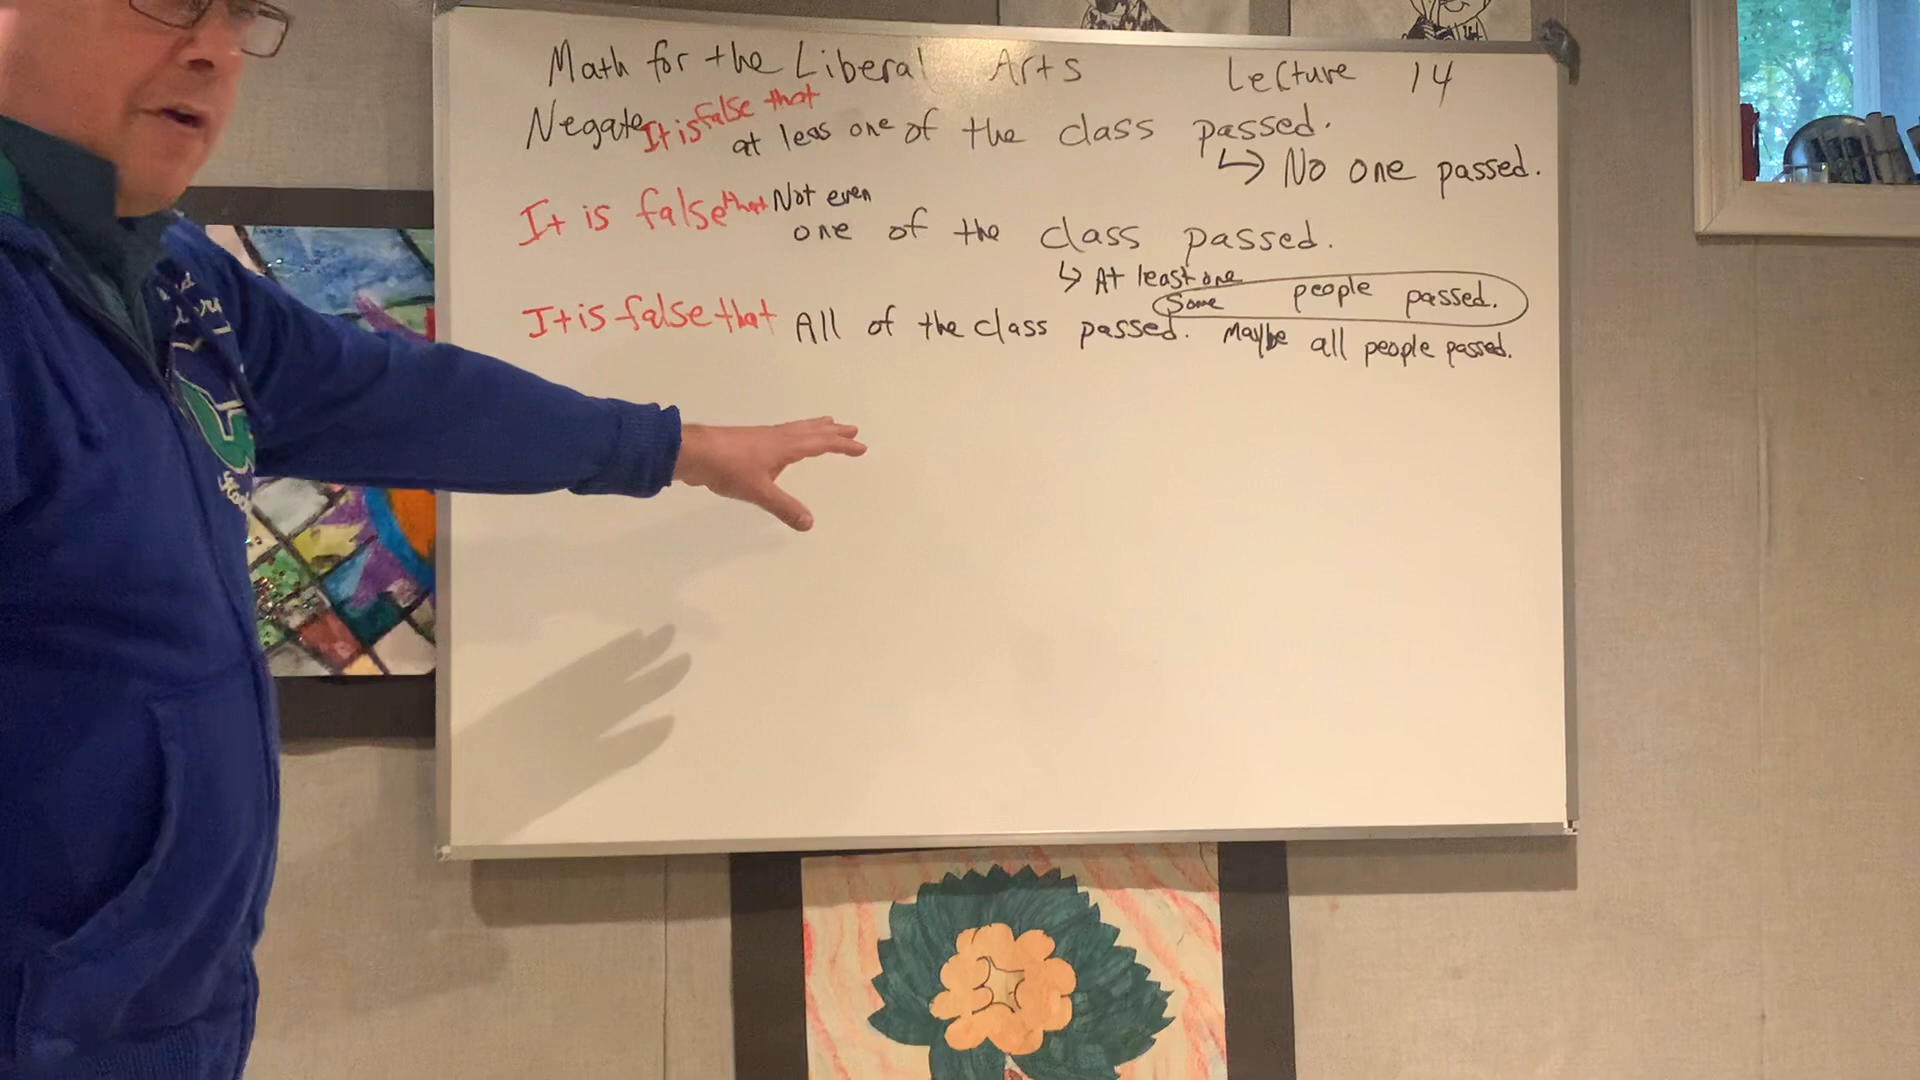 Math for the Liberal Arts Lecture 14
Negate It is false that at leas one of the class passed.
↳ No one passed.
It is false that Not even one of the class passed.
↳ At least one
Some people passed.
It is false that All of the class passed. Maybe all people passed.